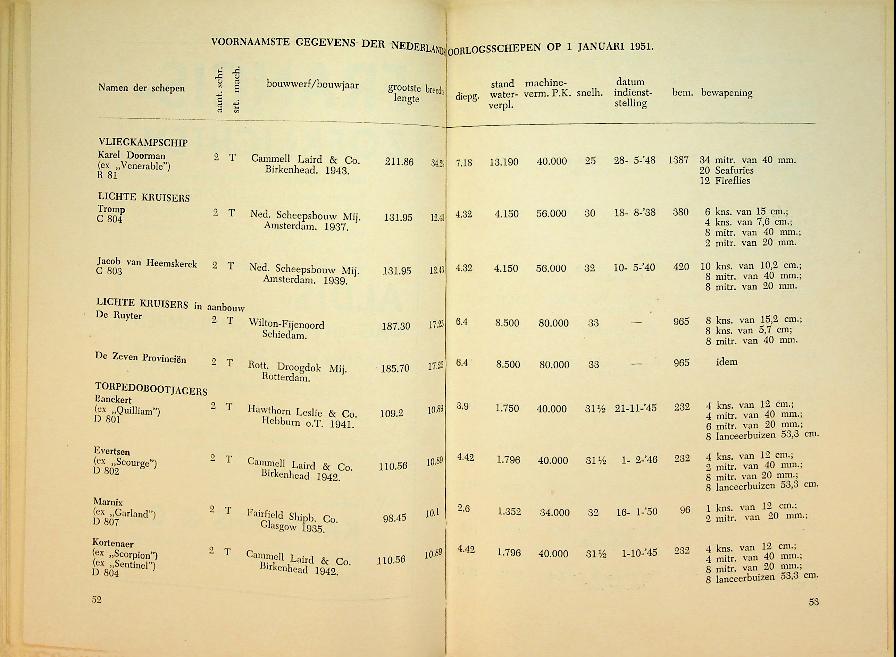 VOORNAAMSTE GEGEVENS DER NEDERLANDS OORLOGSSCHEPEN OP 1 JANUARI 1951.
Namen der schepen aant. schr. srt. mach. bouwwerf/bouwjaar grootste lengte breedte diepg. stand water-verpl. machine-verm. P.K. snelh. datum indienst-stelling bem. bewapening
VLIEGKAMPSCHIP
Karel Doorman 2 T Cammell Laird & Co. 211.86 7.18 13.190 40.000 25 28- 5-'48 1387 34 mitr. van 40 mm.
(ex „Venerable") Birkenhead. 1943. 20 Seafuries
R 81 12 Fireflies
LICHTE KRUISERS
Tromp 2 T Ned. Scheepsbouw Mij. 131.95 4.32 4.150 56.000 30 18- 8-'38 380 6 kns. van 15 cm.;
C 804 Amsterdam. 1937. 4 kns. van 7,6 cm.;
8 mitr. van 40 mm.;
2 mitr. van 20 mm.
Jacob van Heemskerck 2 T Ned. Scheepsbouw Mij. 131.95 4.32 4.150 56.000 32 10- 5-'40 420 10 kns. van 10,2 cm.;
C 803 Amsterdam. 1939. 8 mitr. van 40 mm.;
8 mitr. van 20 mm.
LICHTE KRUISERS in aanbouw
De Ruyter 2 T Wilton-Fijenoord 187.30 6.4 8.500 80.000 33 — 965 8 kns. van 15,2 cm.;
Schiedam. 8 kns. van 5,7 cm;
8 mitr. van 40 mm.
De Zeven Provinciën 2 T Rott. Droogdok Mij. 185.70 6.4 8.500 80.000 33 — 965 idem
Rotterdam.
TORPEDOBOOTJAGERS
Banckert 2 T Hawthorn Leslie & Co. 109.2 10.89 3.9 1.750 40.000 31½ 21-11-'45 232 4 kns. van 12 cm.;
(ex „Quilliam") Hebburn o.T. 1941. 4 mitr. van 40 mm.;
D 801 6 mitr. van 20 mm.;
8 lanceerbuizen 53,3 cm.
Evertsen 2 T Cammell Laird & Co. 110.56 10.89 4.42 1.796 40.000 31½ 1- 2-'46 232 4 kns. van 12 cm.;
(ex „Scourge") Birkenhead 1942. 2 mitr. van 40 mm.;
D 802 8 mitr. van 20 mm.;
8 lanceerbuizen 53,3 cm.
Marnix 2 T Fairfield Shipb. Co. 98.45 10.1 2.6 1.352 34.000 32 16- 1-'50 96 1 kns. van 12 cm.;
(ex „Garland") Glasgow 1935. 2 mitr. van 20 mm.;
D 807
Kortenaer 2 T Cammell Laird & Co. 110.56 10.89 4.42 1.796 40.000 31½ 1-10-'45 232 4 kns. van 12 cm.;
(ex „Scorpion") Birkenhead 1942. 4 mitr. van 40 mm.;
(ex „Sentinel") 8 mitr. van 20 mm.;
D 804 8 lanceerbuizen 53,3 cm.
52 53